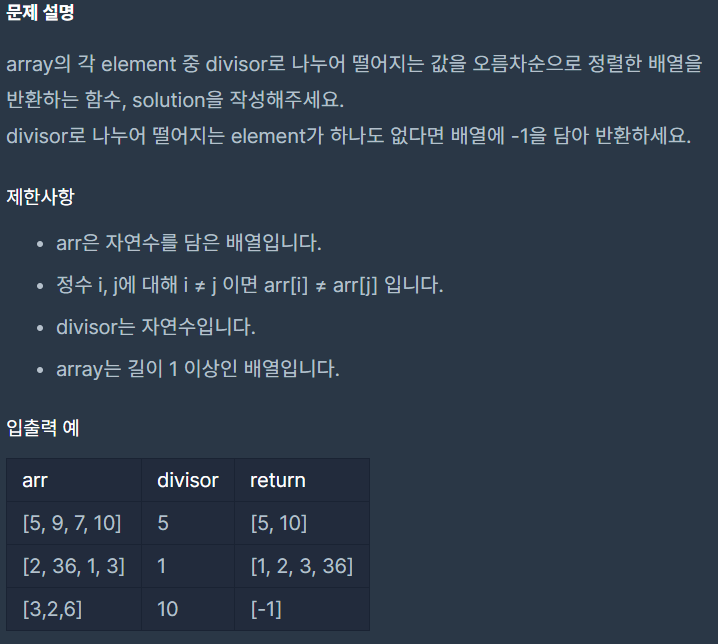 문제 설명
array의 각 element 중 divisor로 나누어 떨어지는 값을 오름차순으로 정렬한 배열을
반환하는 함수, solution을 작성해주세요.
divisor로 나누어 떨어지는 element가 하나도 없다면 배열에 -1을 담아 반환하세요.
제한사항
• arr은 자연수를 담은 배열입니다.
• 정수 i, j에 대해 i ≠ j 이면 arr[i] ≠ arr[j] 입니다.
• divisor는 자연수입니다.
• array는 길이 1 이상인 배열입니다.
입출력 예
arr divisor return
[5, 9, 7, 10] 5 [5, 10]
[2, 36, 1, 3] 1 [1, 2, 3, 36]
[3,2,6] 10 [-1]